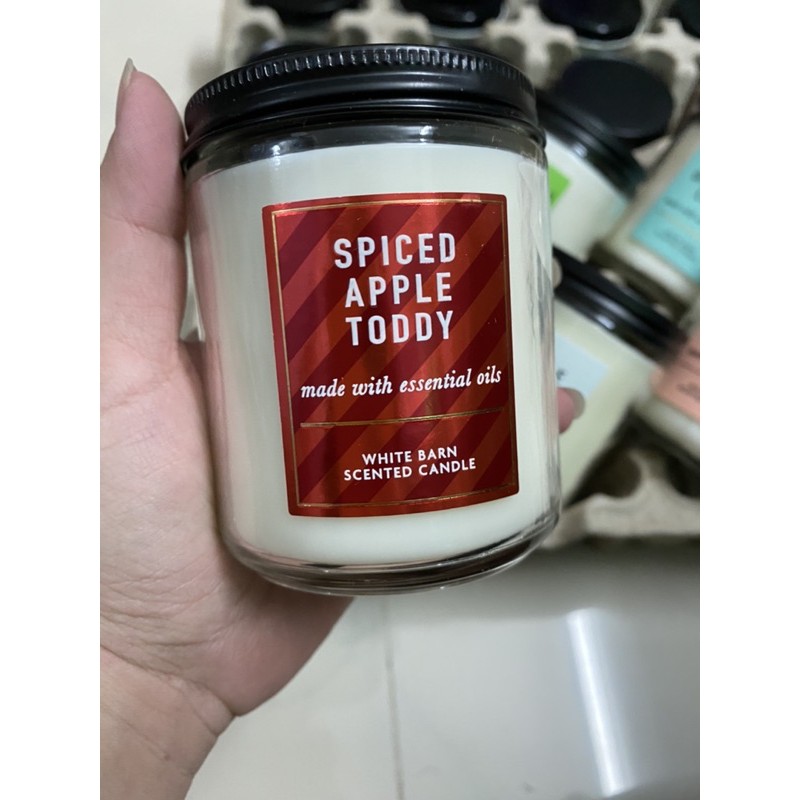 SPICED
APPLE
TODDY
made with essential oils
WHITE BARN
SCENTED CANDLE